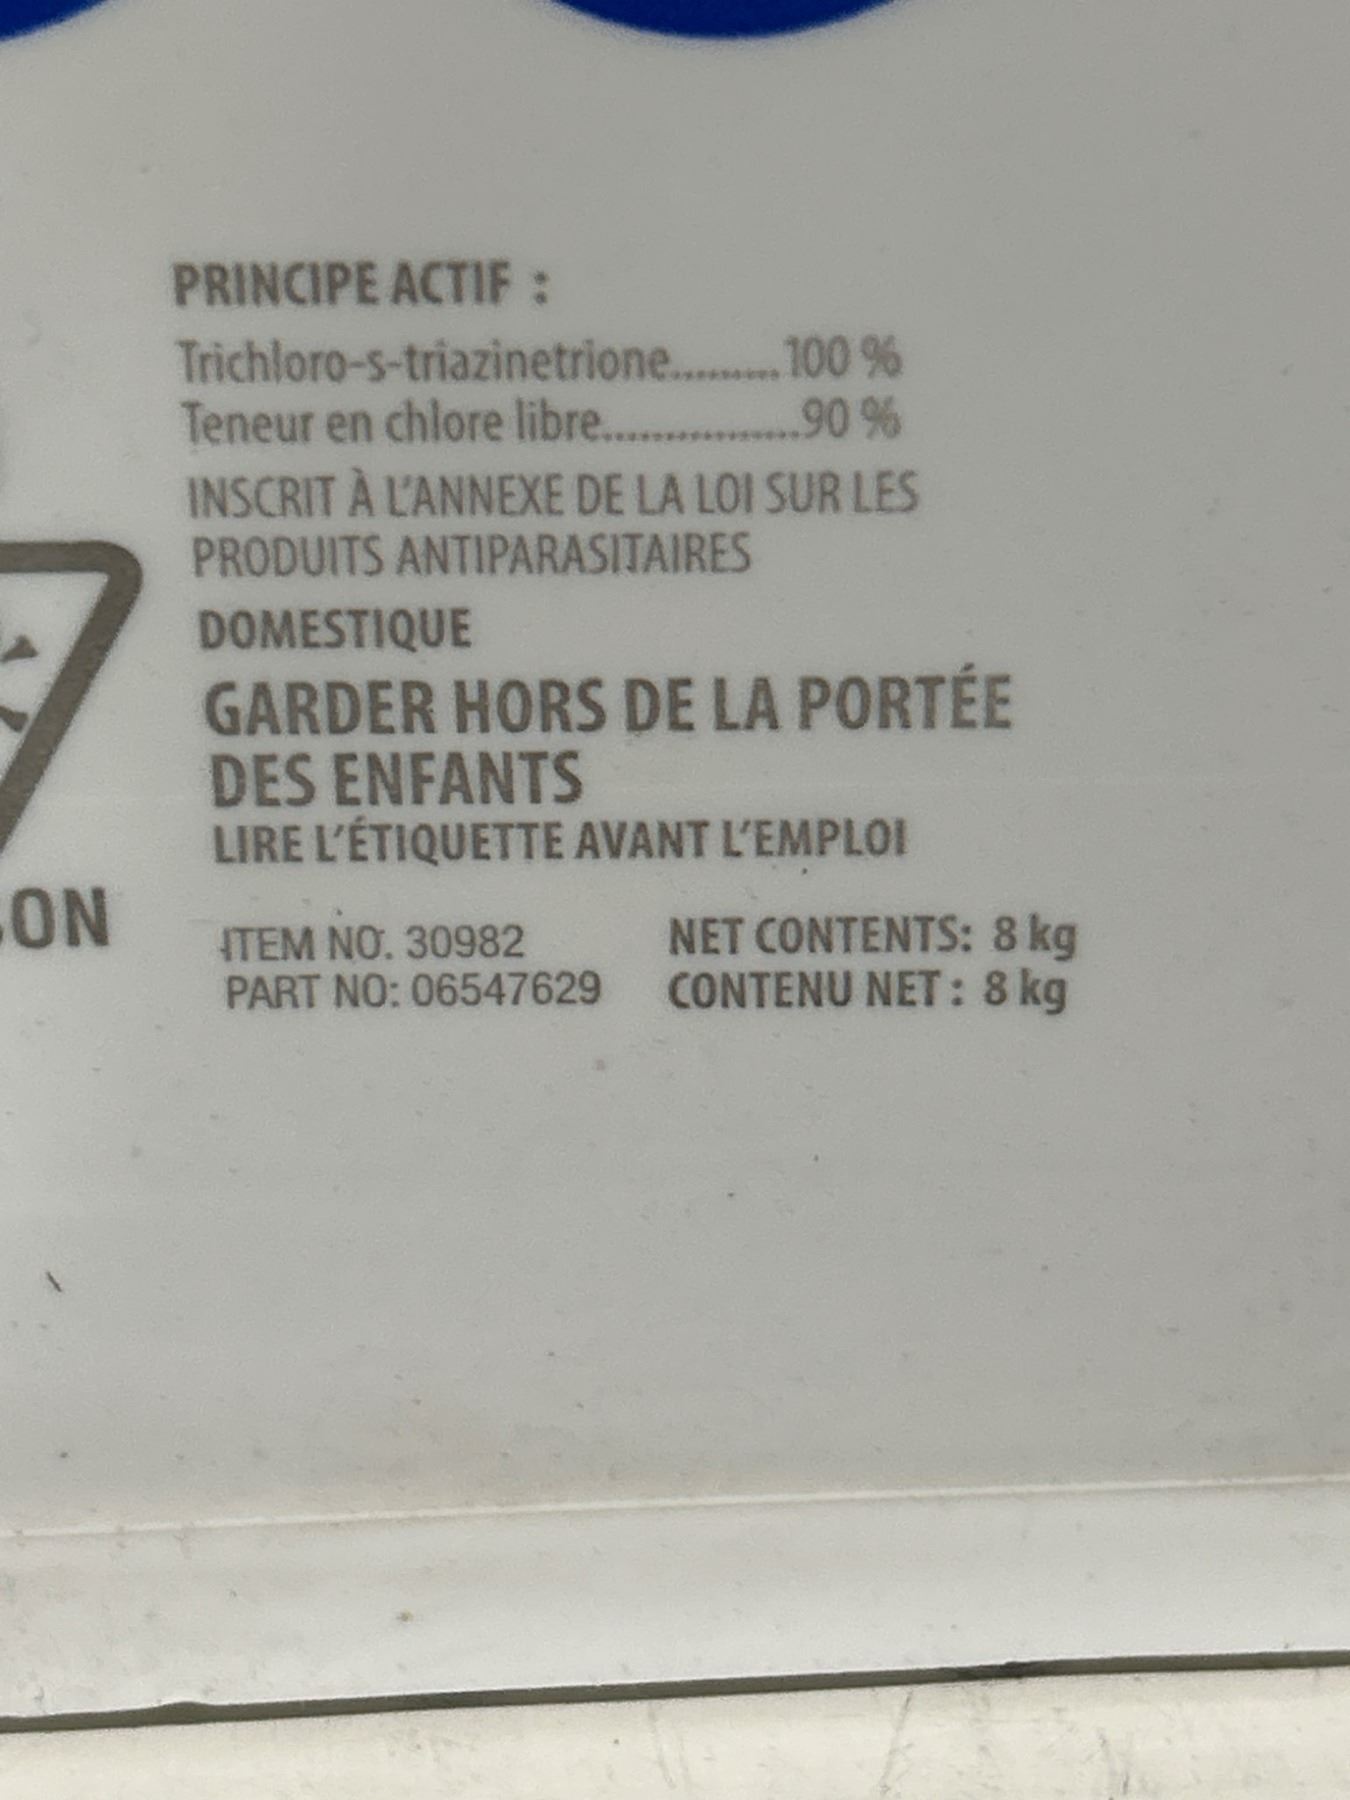 PRINCIPE ACTIF :
Trichloro-s-triazinetrione.......... 100 %
Teneur en chlore libre.................90 %
INSCRIT À L'ANNEXE DE LA LOI SUR LES
PRODUITS ANTIPARASITAIRES
DOMESTIQUE
GARDER HORS DE LA PORTÉE
DES ENFANTS
LIRE L'ÉTIQUETTE AVANT L'EMPLOI
ON
ITEM NO. 30982
PART NO: 06547629
NET CONTENTS: 8 kg
CONTENU NET : 8 kg